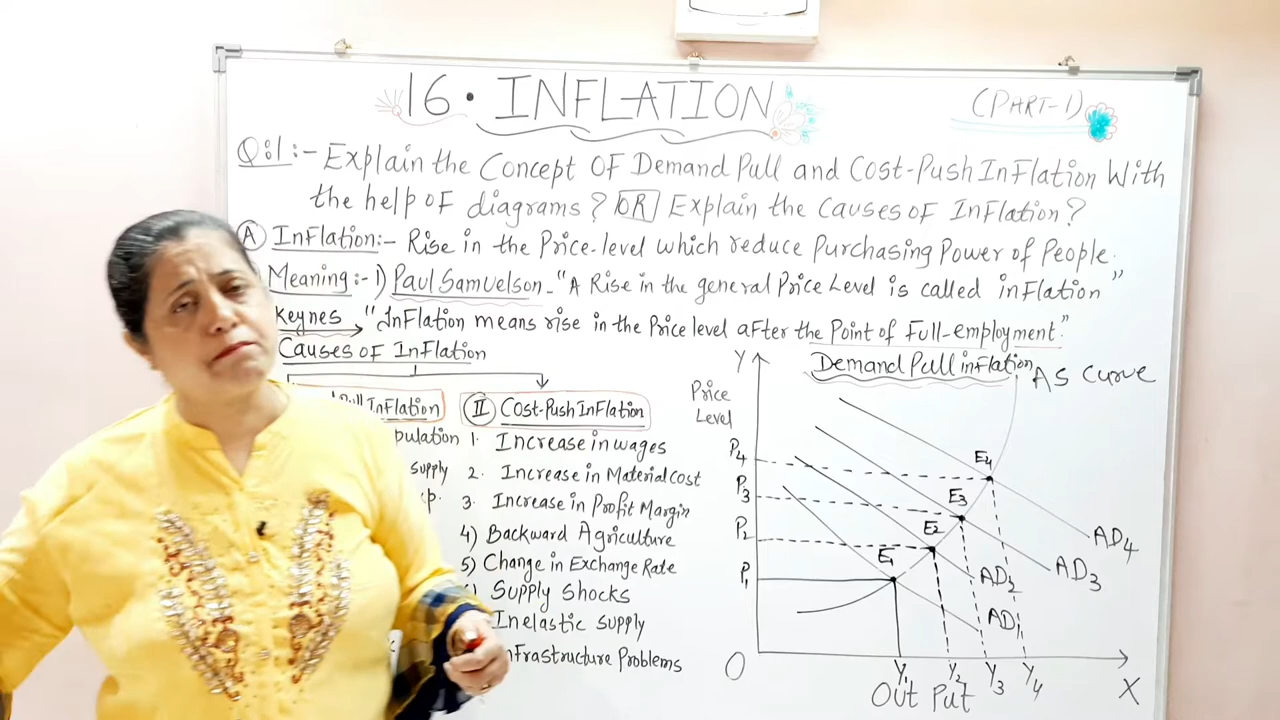 16. INFLATION
(PART-1)
Q:1:- Explain the Concept OF Demand Pull and Cost-Push InFlation With
the help OF diagrams? OR Explain the Causes OF InFlation?
A InFlation:- Rise in the Price-level which reduce Purchasing Power of People.
Meaning:- 1) Paul Samuelson - "A Rise in the general Price Level is called inflation"
Keynes "InFlation means rise in the Price level aFter the Point of Full-employment."
Causes OF InFlation
Pull InFlation
II Cost-Push InFlation
1. Increase in wages
supply 2. Increase in Material Cost
3. Increase in Profit Margin
4) Backward Agriculture
5) Change in Exchange Rate
Supply Shocks
Inelastic Supply
Infrastructure Problems
Demand Pull inflation
AS Curve
Y
Price
Level
P4
P3
P2
P1
E4
E3
E2
E1
AD4
AD3
AD2
AD1
O
Y1 Y2 Y3 Y4
X
Out Put